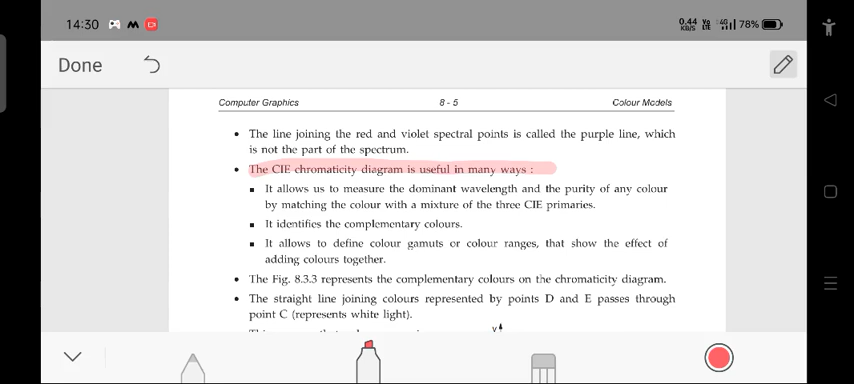 14:30
0.44 KB/S Vo LTE 4G 78%
Done
Computer Graphics 8 - 5 Colour Models
• The line joining the red and violet spectral points is called the purple line, which
is not the part of the spectrum.
• The CIE chromaticity diagram is useful in many ways :
▪ It allows us to measure the dominant wavelength and the purity of any colour
by matching the colour with a mixture of the three CIE primaries.
▪ It identifies the complementary colours.
▪ It allows to define colour gamuts or colour ranges, that show the effect of
adding colours together.
• The Fig. 8.3.3 represents the complementary colours on the chromaticity diagram.
• The straight line joining colours represented by points D and E passes through
point C (represents white light).